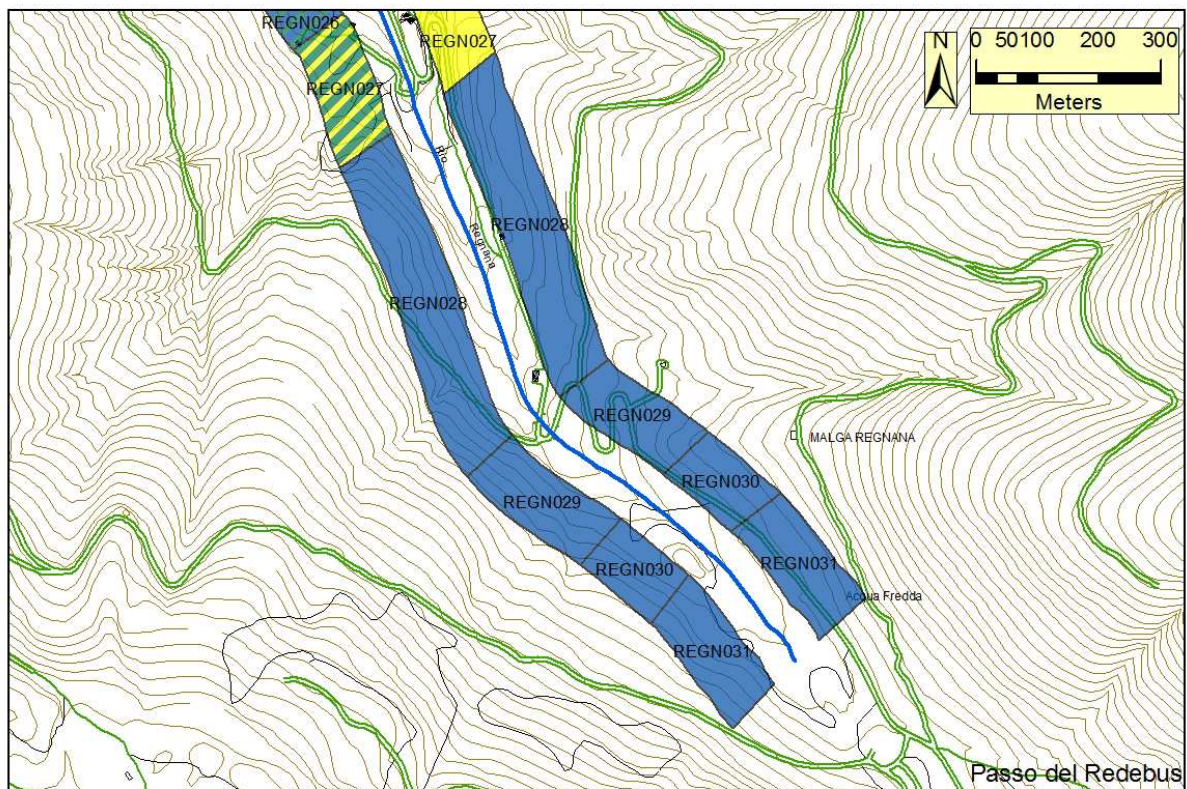 REGN026
REGN027
N
0 50100 200 300
Meters
REGN027
Rio
Regnana
REGN028
REGN028
REGN029
MALGA REGNANA
REGN030
REGN029
REGN031
REGN030
Acqua Fredda
REGN031
Passo del Redebus